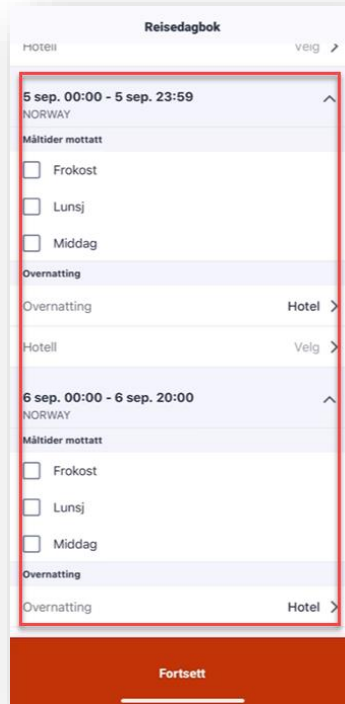 Reisedagbok
Hotell Velg
5 sep. 00:00 - 5 sep. 23:59
NORWAY
Måltider mottatt
Frokost
Lunsj
Middag
Overnatting
Overnatting Hotel
Hotell Velg
6 sep. 00:00 - 6 sep. 20:00
NORWAY
Måltider mottatt
Frokost
Lunsj
Middag
Overnatting
Overnatting Hotel
Fortsett